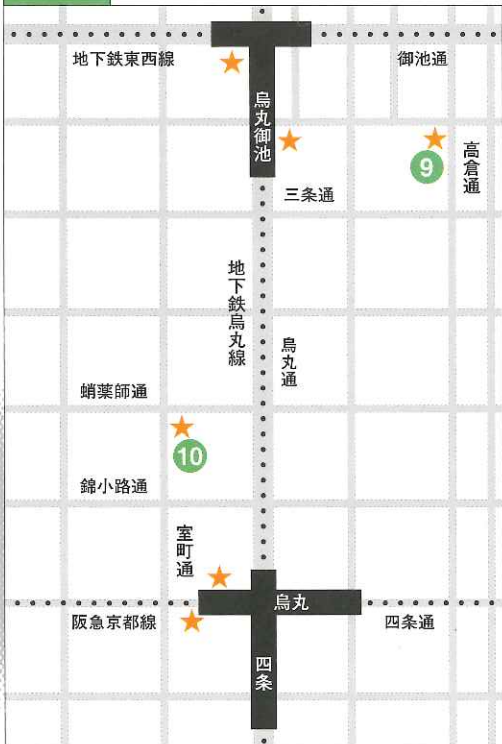 地下鉄東西線
御池通
烏丸御池
高倉通
9
三条通
地下鉄烏丸線
烏丸通
蛸薬師通
10
錦小路通
室町通
烏丸
阪急京都線
四条通
四条